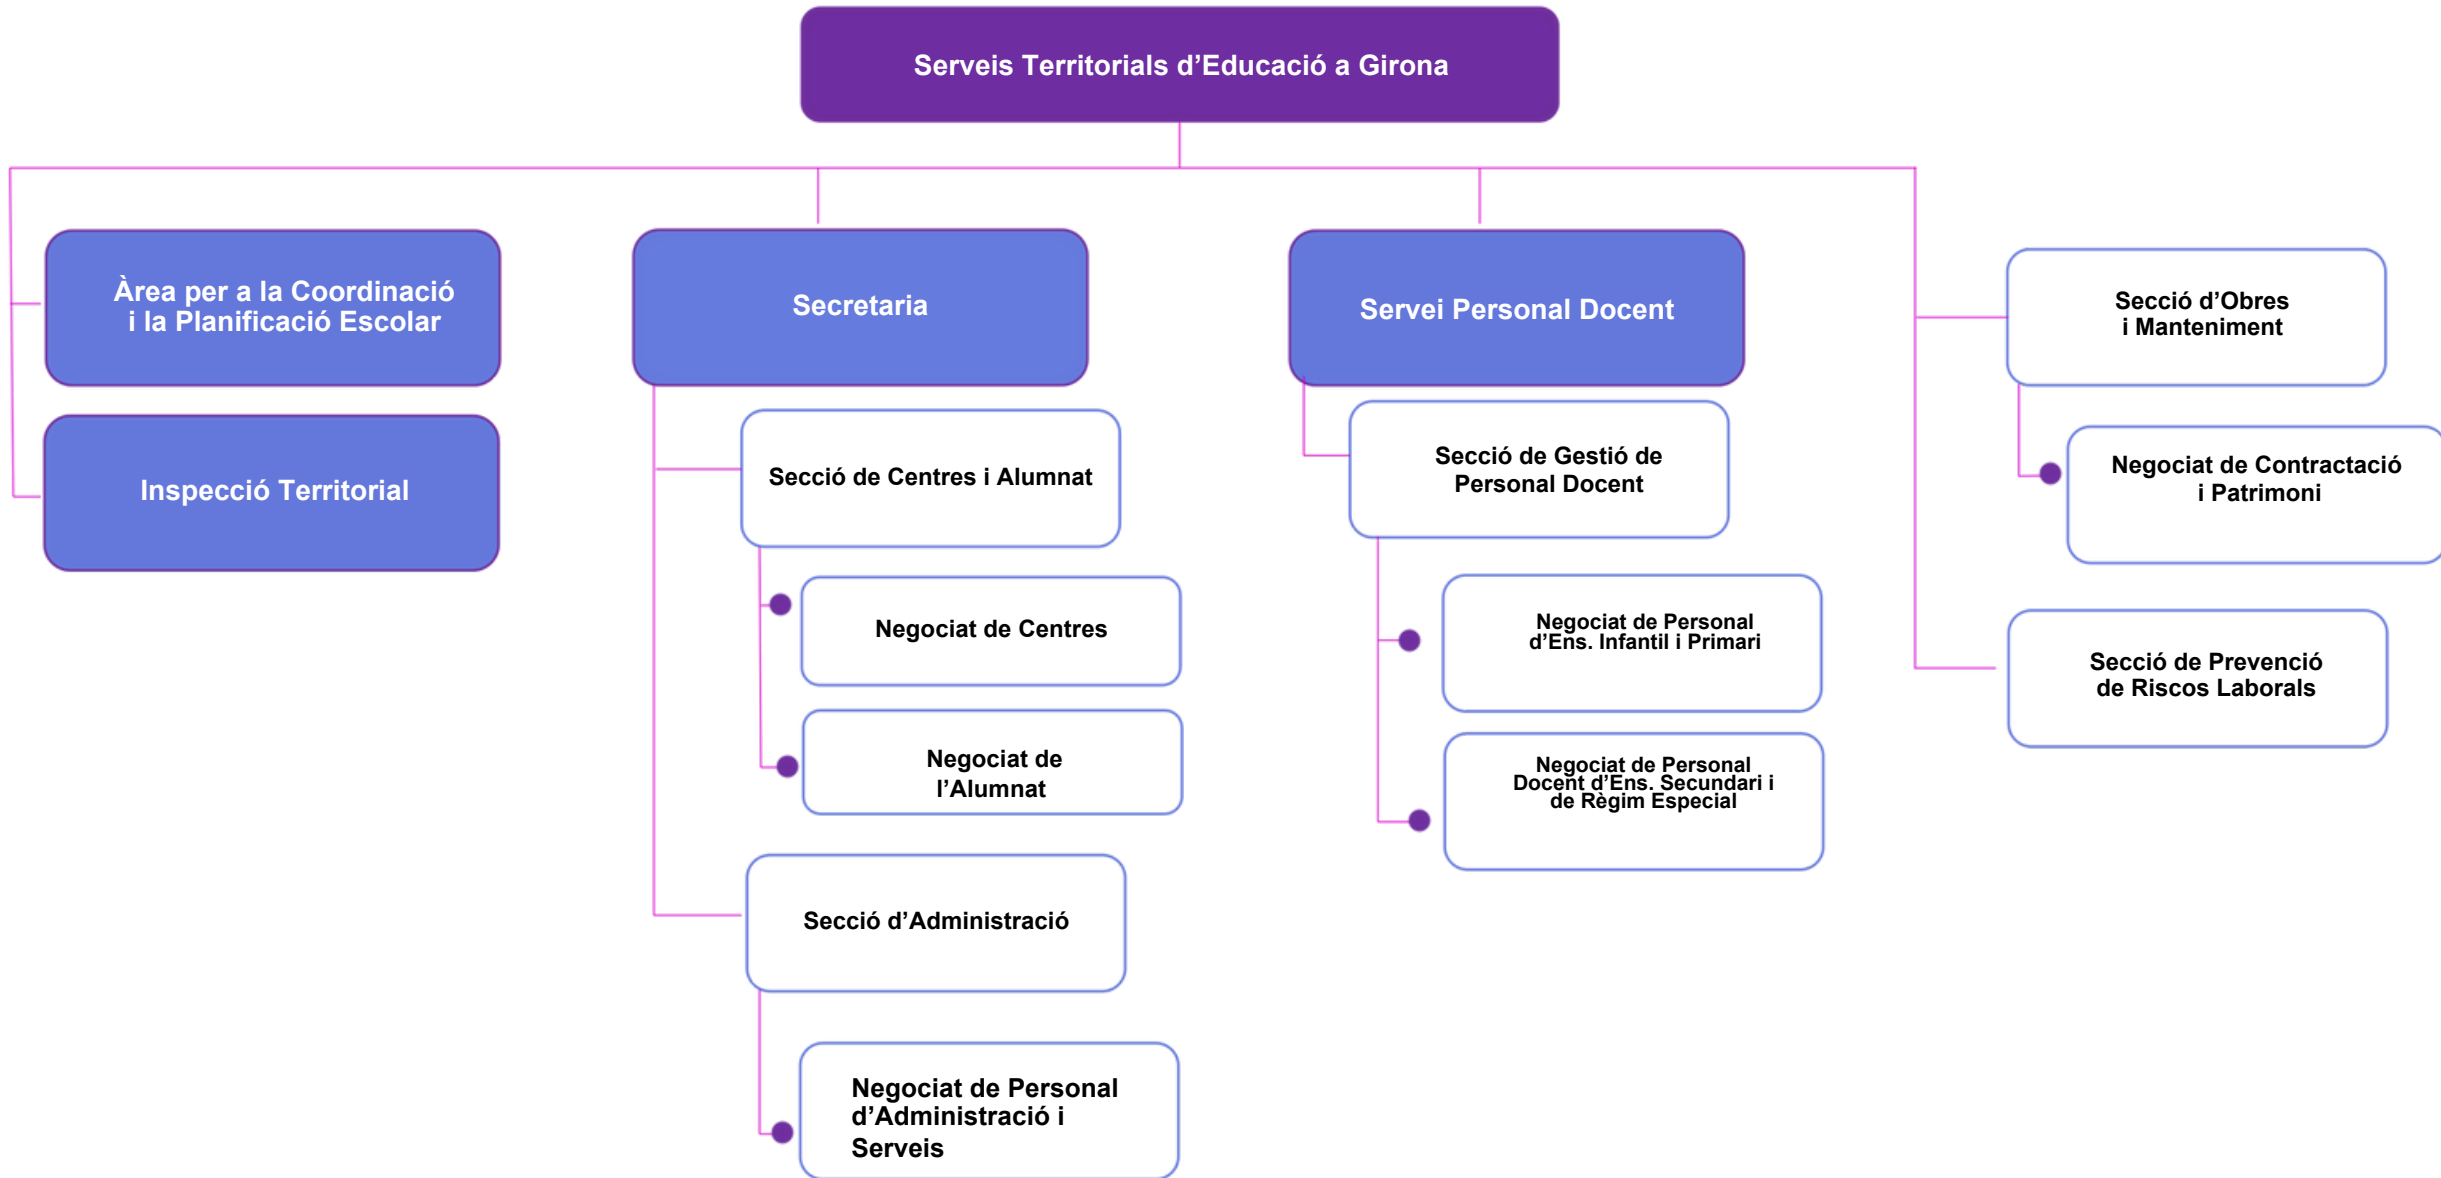 Serveis Territorials d’Educació a Girona
Àrea per a la Coordinació
i la Planificació Escolar
Inspecció Territorial
Secretaria
Secció de Centres i Alumnat
Negociat de Centres
Negociat de
l’Alumnat
Secció d’Administració
Negociat de Personal
d’Administració i
Serveis
Servei Personal Docent
Secció de Gestió de
Personal Docent
Negociat de Personal
d’Ens. Infantil i Primari
Negociat de Personal
Docent d’Ens. Secundari i
de Règim Especial
Secció d’Obres
i Manteniment
Negociat de Contractació
i Patrimoni
Secció de Prevenció
de Riscos Laborals